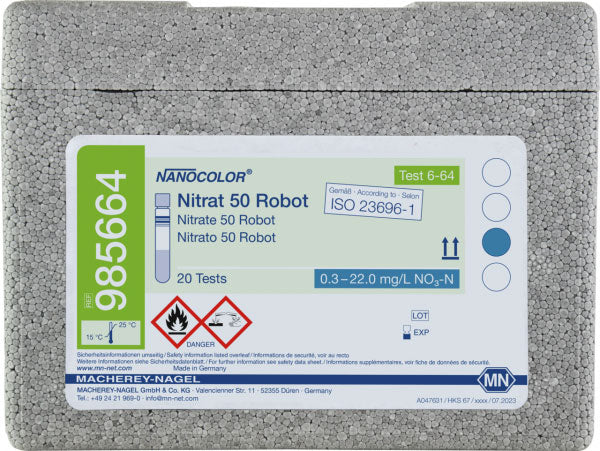 NANOCOLOR®
Test 6-64
Nitrat 50 Robot
Nitrate 50 Robot
Nitrato 50 Robot
Gemäß · According to · Selon
ISO 23696-1
20 Tests
0.3–22.0 mg/L NO₃-N
REF
985664
15 °C
25 °C
DANGER
LOT
EXP
Sicherheitsinformationen umseitig / Safety information listed overleaf / Informations de sécurité, voir au recto
Weitere Informationen siehe Sicherheitsdatenblatt. / For further information see safety data sheet. / Informations supplémentaires, voir fiche de données de sécurité.
www.mn-net.com
Made in Germany
MACHEREY-NAGEL
MN
MACHEREY-NAGEL GmbH & Co. KG · Valencienner Str. 11 · 52355 Düren · Germany
Tel.: +49 24 21 969-0 · info@mn-net.com
A047631 / HKS 67 / xxxx / 07.2023